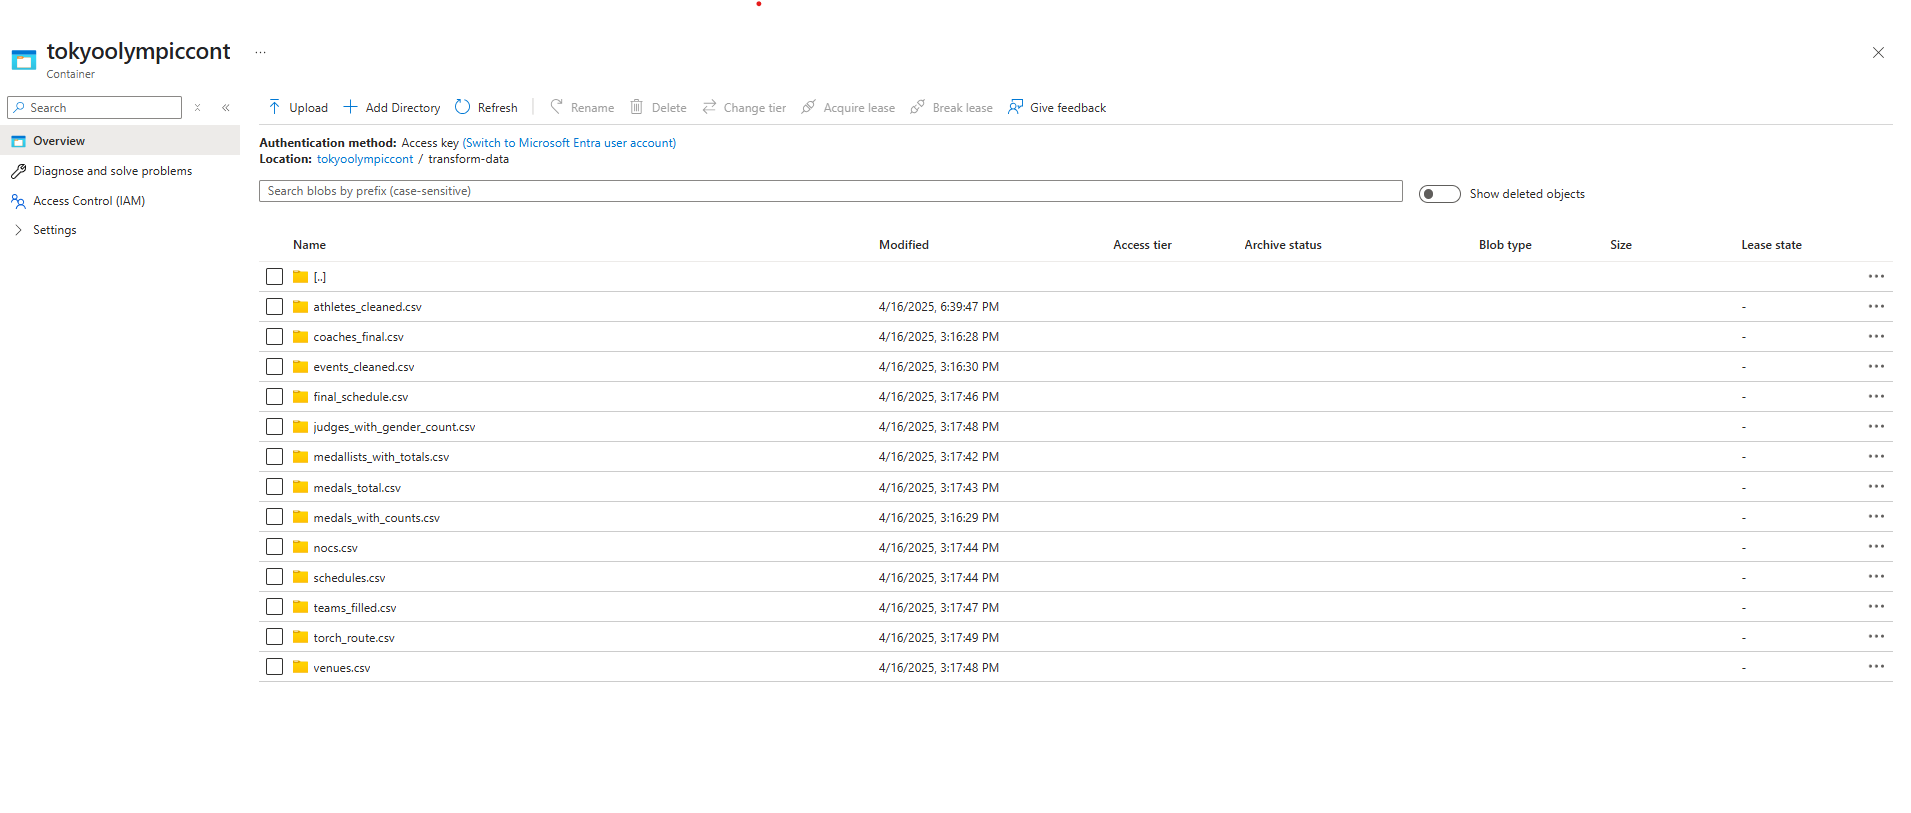 tokyoolympiccont ...
Container
Search
Overview
Diagnose and solve problems
Access Control (IAM)
Settings
Upload Add Directory Refresh Rename Delete Change tier Acquire lease Break lease Give feedback
Authentication method: Access key (Switch to Microsoft Entra user account)
Location: tokyoolympiccont / transform-data
Search blobs by prefix (case-sensitive)
Show deleted objects
Name Modified Access tier Archive status Blob type Size Lease state
[..]
athletes_cleaned.csv 4/16/2025, 6:39:47 PM -
coaches_final.csv 4/16/2025, 3:16:28 PM -
events_cleaned.csv 4/16/2025, 3:16:30 PM -
final_schedule.csv 4/16/2025, 3:17:46 PM -
judges_with_gender_count.csv 4/16/2025, 3:17:48 PM -
medallists_with_totals.csv 4/16/2025, 3:17:42 PM -
medals_total.csv 4/16/2025, 3:17:43 PM -
medals_with_counts.csv 4/16/2025, 3:16:29 PM -
nocs.csv 4/16/2025, 3:17:44 PM -
schedules.csv 4/16/2025, 3:17:44 PM -
teams_filled.csv 4/16/2025, 3:17:47 PM -
torch_route.csv 4/16/2025, 3:17:49 PM -
venues.csv 4/16/2025, 3:17:48 PM -